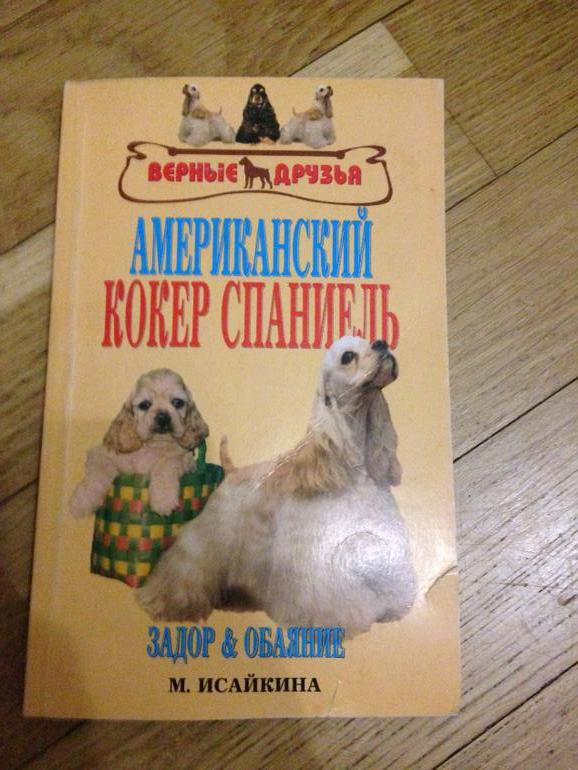 ВЕРНЫЕ ДРУЗЬЯ
АМЕРИКАНСКИЙ
КОКЕР СПАНИЕЛЬ
ЗАДОР & ОБАЯНИЕ
М. ИСАЙКИНА